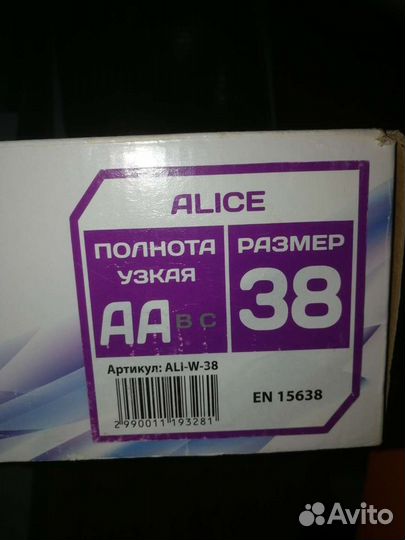 ALICE
ПОЛНОТА
УЗКАЯ
AA B C
РАЗМЕР
38
Артикул: ALi-W-38
2 990011 193281
EN 15638
Avito